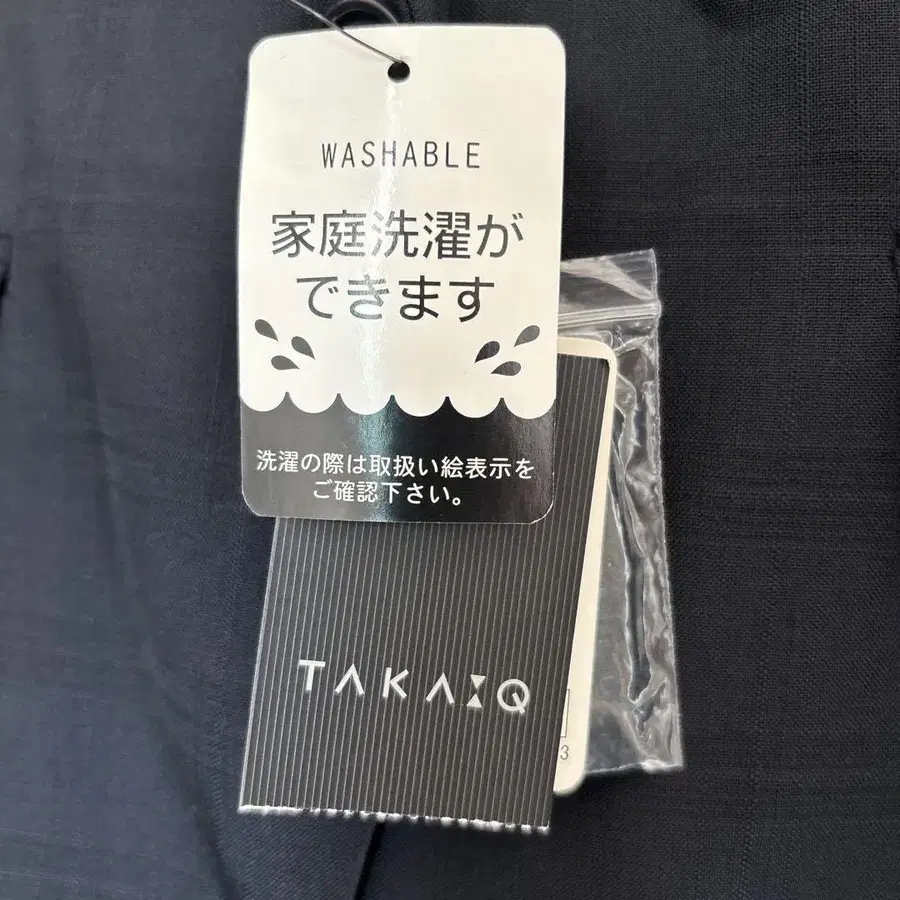 WASHABLE
家庭洗濯が
できます
洗濯の際は取扱い絵表示を
ご確認下さい。
TAKA:Q
3